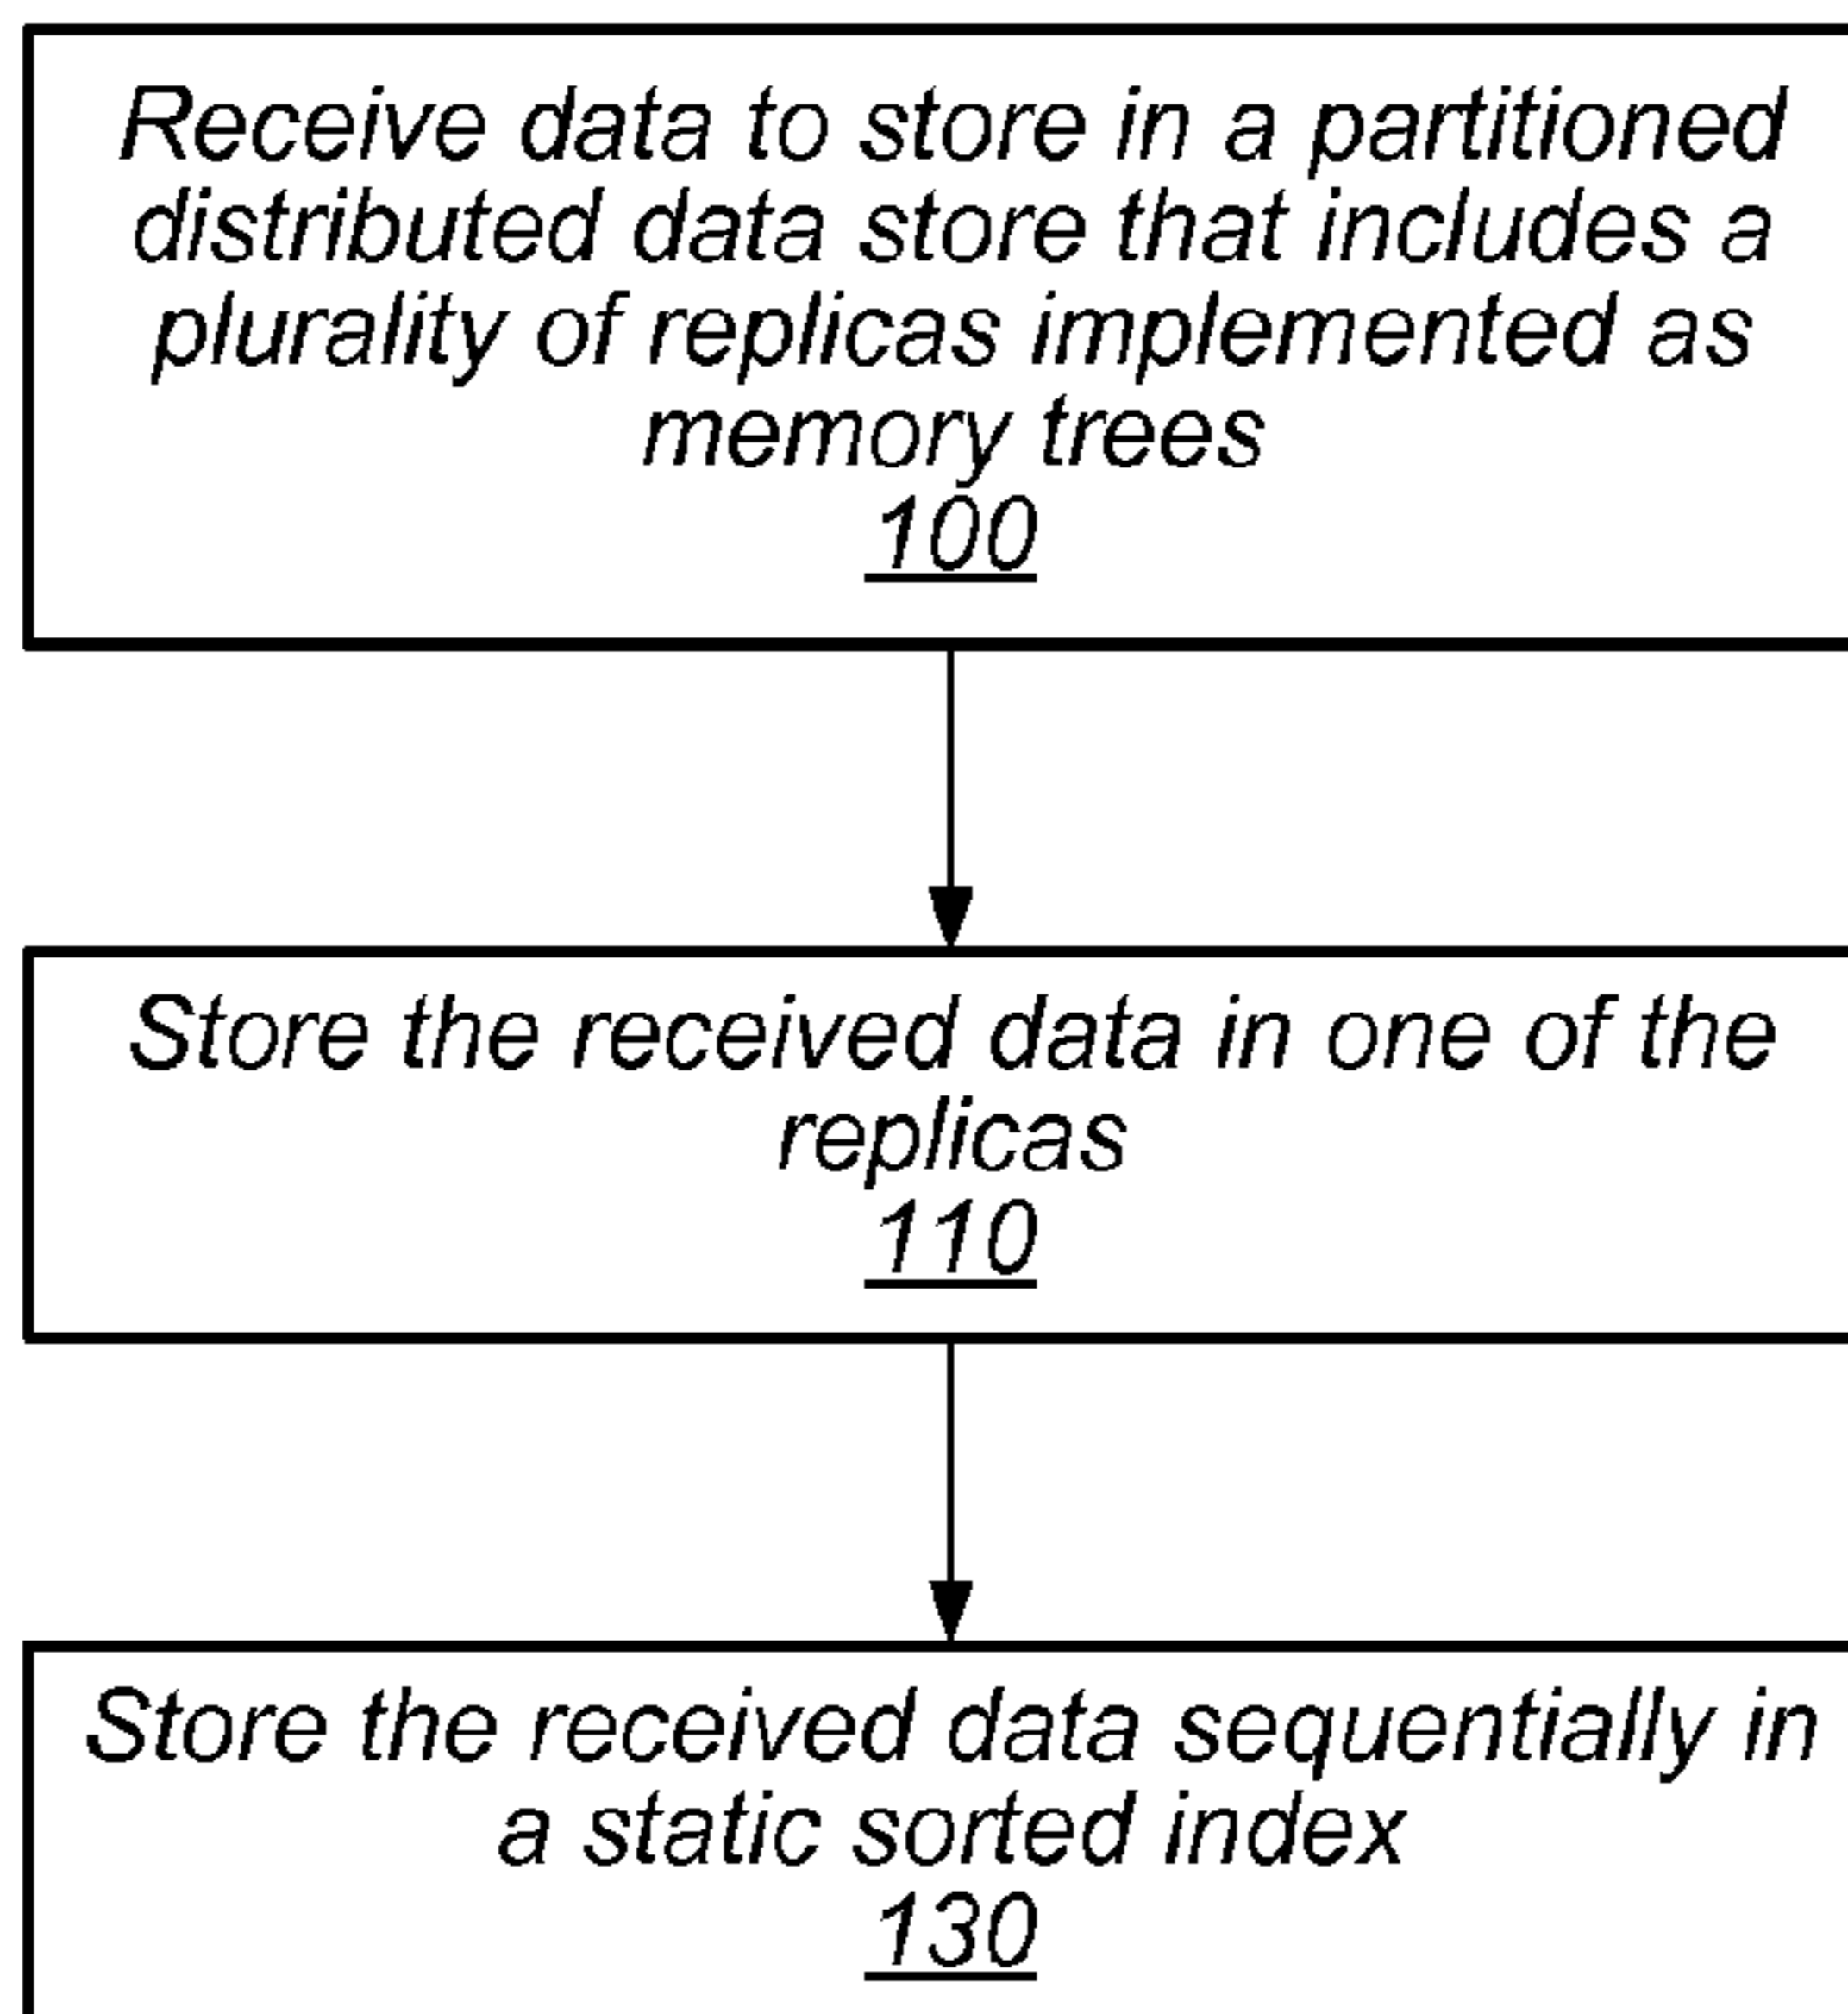 Receive data to store in a partitioned
distributed data store that includes a
plurality of replicas implemented as
memory trees
100
Store the received data in one of the
replicas
110
Store the received data sequentially in
a static sorted index
130